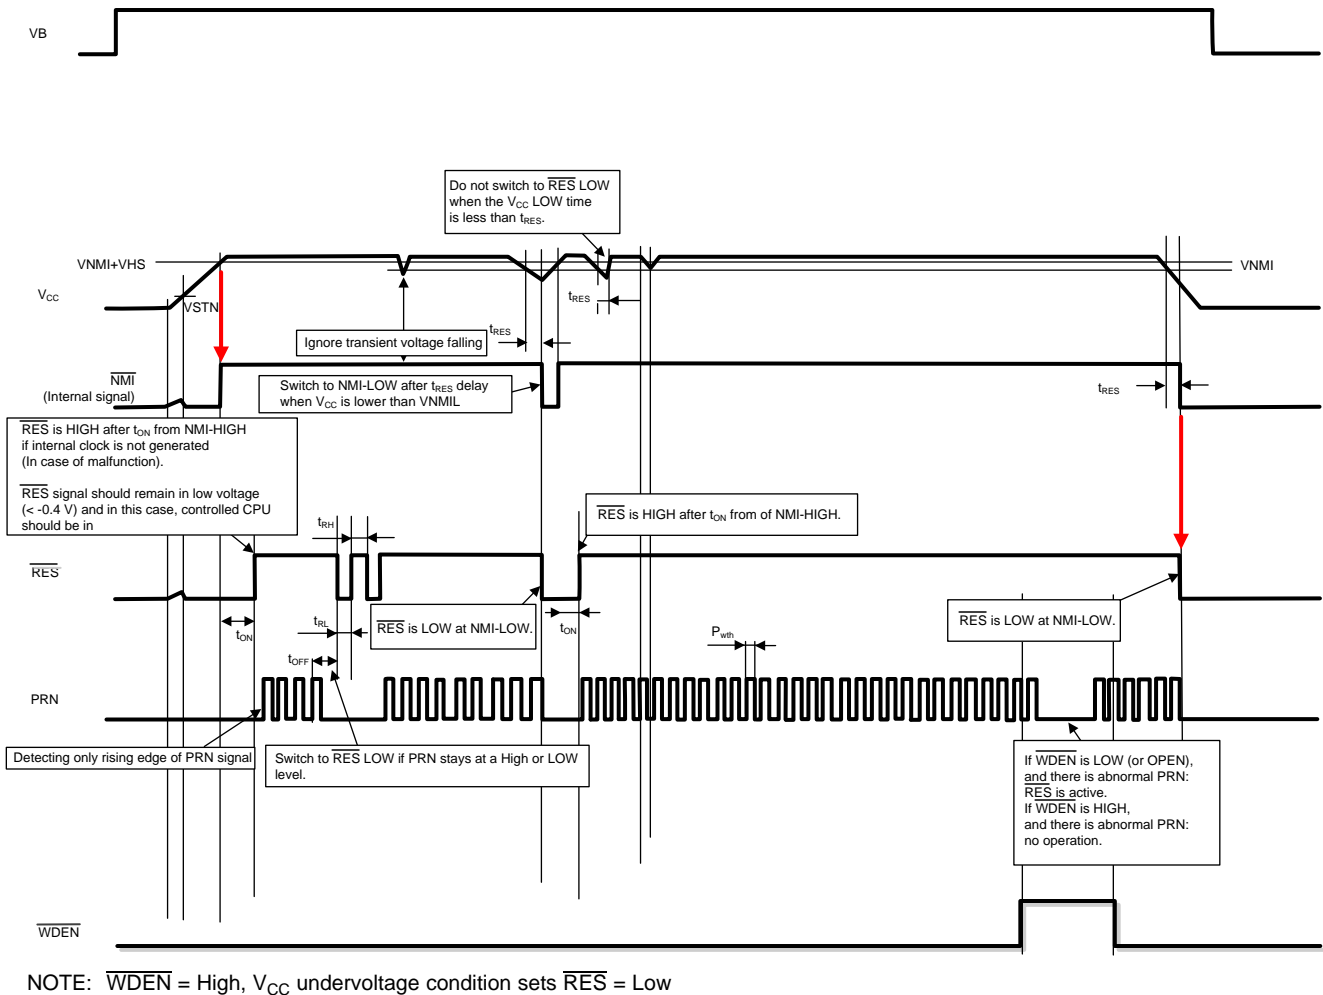 VB
Do not switch to RES LOW
when the VCC LOW time
is less than tRES.
VNMI+VHS
VNMI
VCC
VSTN
tRES
tRES
Ignore transient voltage falling
NMI
(Internal signal)
Switch to NMI-LOW after tRES delay
when VCC is lower than VNMIL
tRES
RES is HIGH after tON from NMI-HIGH
if internal clock is not generated
(In case of malfunction).
RES signal should remain in low voltage
(< -0.4 V) and in this case, controlled CPU
should be in
tRH
RES is HIGH after tON from of NMI-HIGH.
RES
tRL
RES is LOW at NMI-LOW.
tON
tON
RES is LOW at NMI-LOW.
Pwth
tOFF
PRN
Detecting only rising edge of PRN signal
Switch to RES LOW if PRN stays at a High or LOW
level.
If WDEN is LOW (or OPEN),
and there is abnormal PRN:
RES is active.
If WDEN is HIGH,
and there is abnormal PRN:
no operation.
WDEN
NOTE: WDEN = High, VCC undervoltage condition sets RES = Low